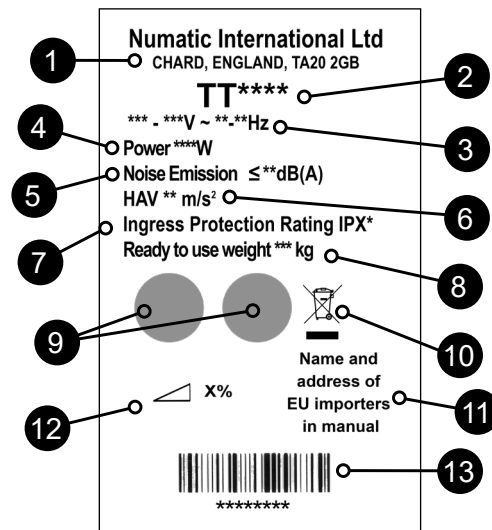 Numatic International Ltd
1 CHARD, ENGLAND, TA20 2GB
TT**** 2
*** - ***V ~ **-**Hz 3
4 Power ****W
5 Noise Emission ≤**dB(A)
HAV ** m/s² 6
7 Ingress Protection Rating IPX*
Ready to use weight *** kg 8
9 10
Name and
address of
EU importers 11
in manual
12 X%
13
********